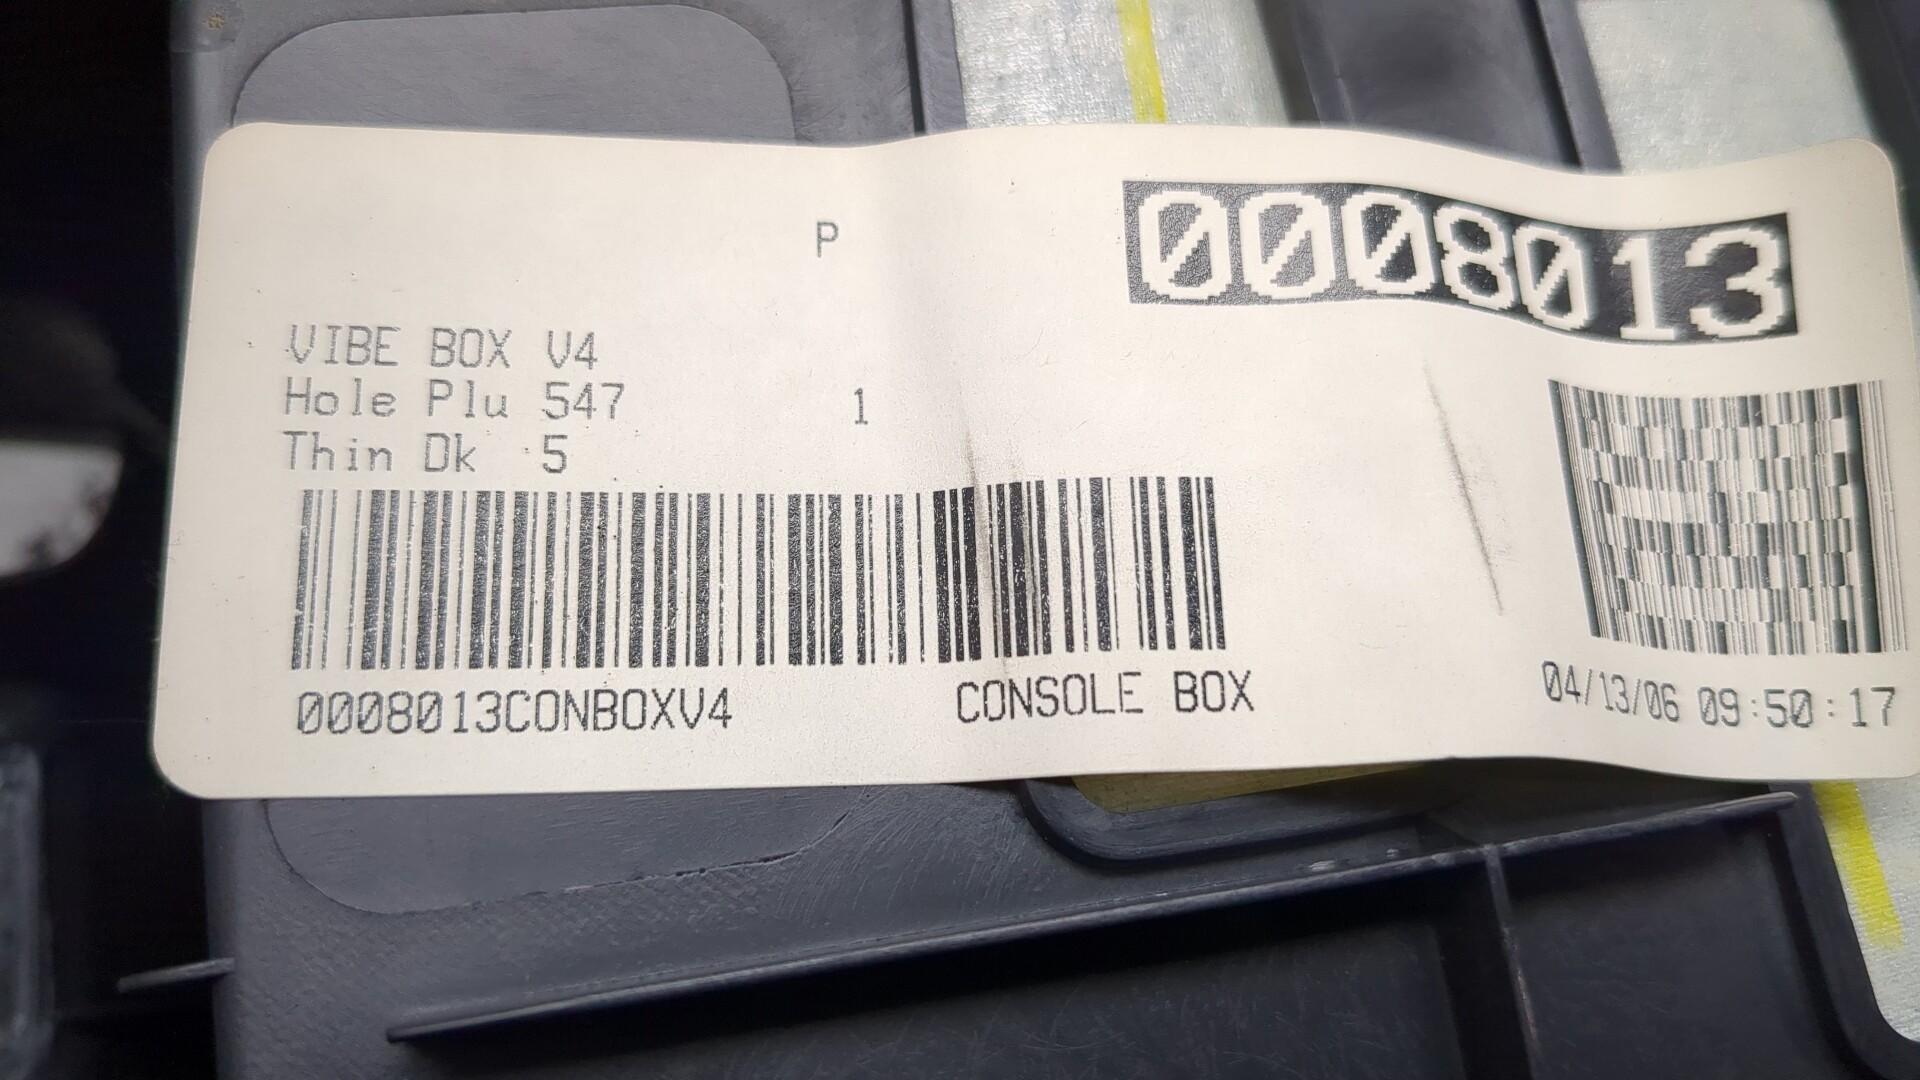 P
0008013
VIBE BOX V4
Hole Plu 547 1
Thin Dk 5
0008013CONBOXV4 CONSOLE BOX
04/13/06 09:50:17